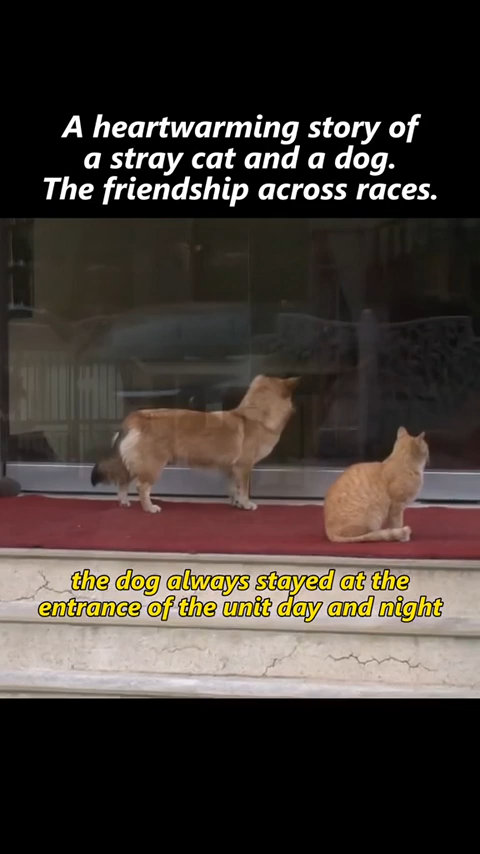 A heartwarming story of
a stray cat and a dog.
The friendship across races.
the dog always stayed at the
entrance of the unit day and night